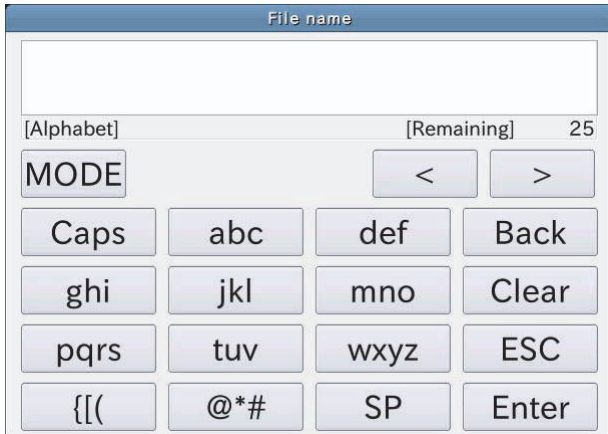 File name
[Alphabet] [Remaining] 25
MODE < >
Caps abc def Back
ghi jkl mno Clear
pqrs tuv wxyz ESC
{[( @*# SP Enter